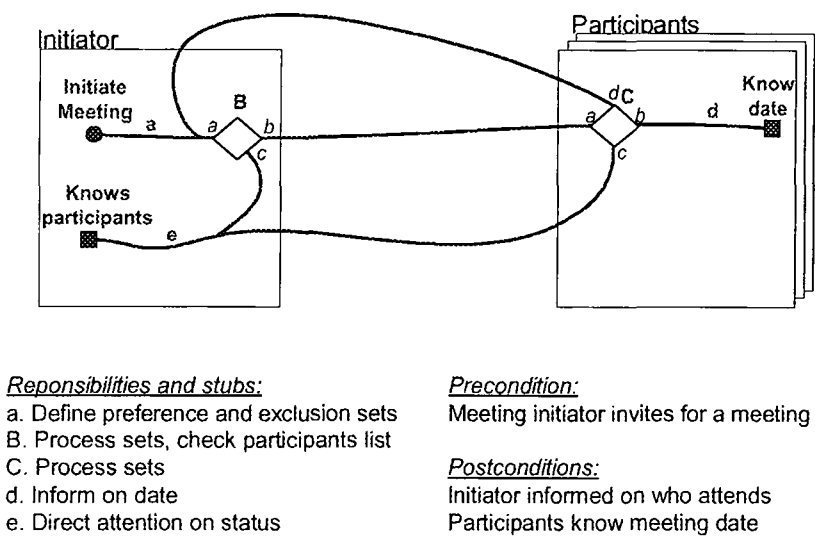 Initiator
Participants
Initiate
Meeting
a
a
B
b
c
a
d
C
b
c
d
Know
date
Knows
participants
e
Reponsibilities and stubs:
a. Define preference and exclusion sets
B. Process sets, check participants list
C. Process sets
d. Inform on date
e. Direct attention on status
Precondition:
Meeting initiator invites for a meeting
Postconditions:
Initiator informed on who attends
Participants know meeting date